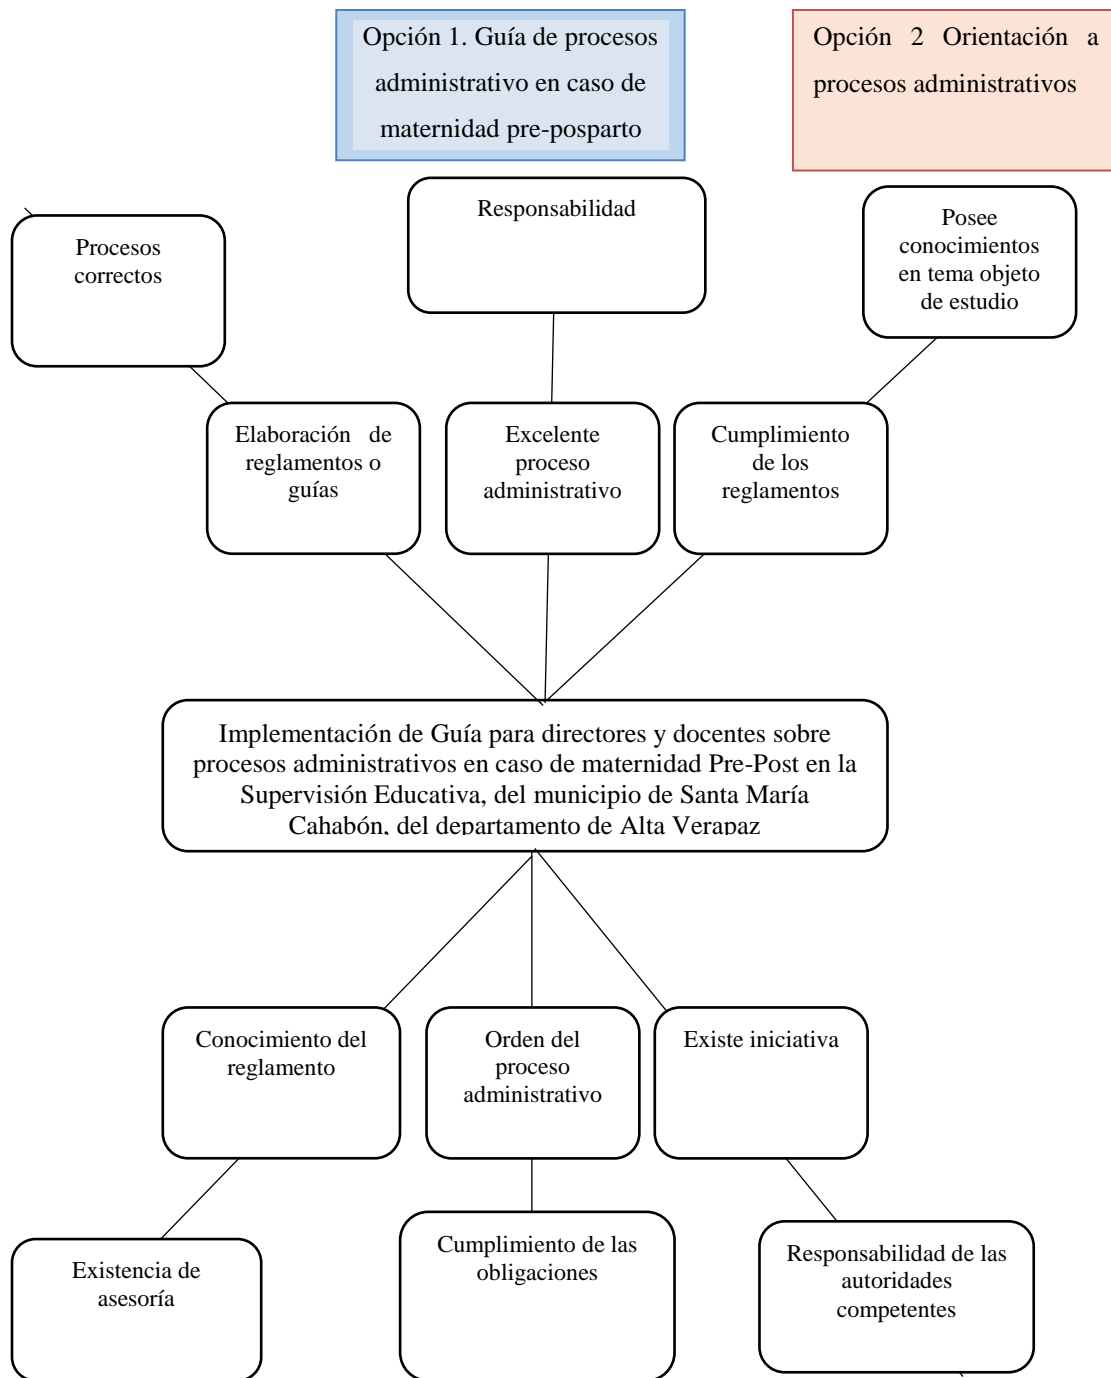 Opción 1. Guía de procesos
administrativo en caso de
maternidad pre-posparto
Opción 2 Orientación a
procesos administrativos
Procesos
correctos
Responsabilidad
Posee
conocimientos
en tema objeto
de estudio
Elaboración de
reglamentos o
guías
Excelente
proceso
administrativo
Cumplimiento
de los
reglamentos
Implementación de Guía para directores y docentes sobre
procesos administrativos en caso de maternidad Pre-Post en la
Supervisión Educativa, del municipio de Santa María
Cahabón, del departamento de Alta Verapaz
Conocimiento del
reglamento
Orden del
proceso
administrativo
Existe iniciativa
Existencia de
asesoría
Cumplimiento de las
obligaciones
Responsabilidad de las
autoridades
competentes